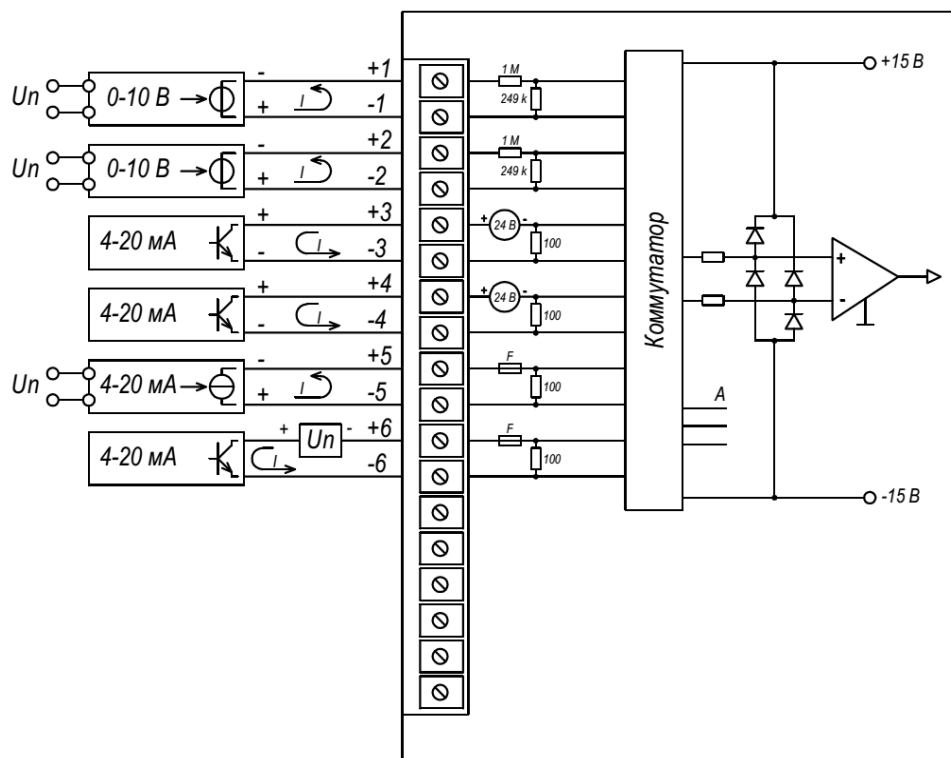 +15 В
- +1 1 M
Un 0-10 В I 249 k
+ -1
- +2 1 M
Un 0-10 В I 249 k
+ -2
+ +3 + 24 В -
4-20 мА I 100
- -3
+ +4 + 24 В -
4-20 мА I 100
- -4
- +5 F
Un 4-20 мА I 100
+ -5
+ Un - +6 F
4-20 мА I 100
-6
Коммутатор
+
-
A
-15 В